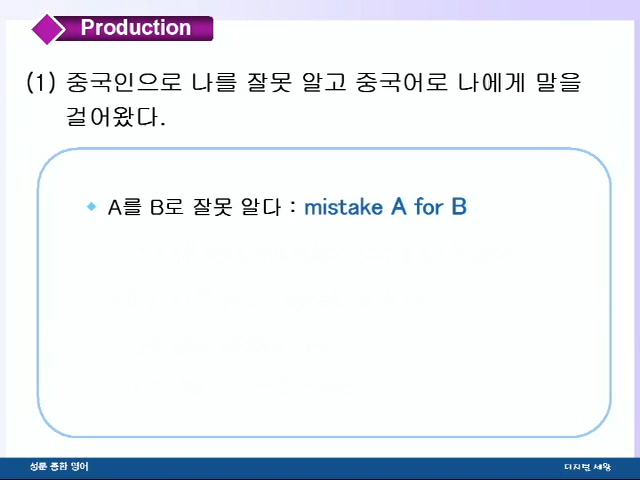 Production
(1) 중국인으로 나를 잘못 알고 중국어로 나에게 말을
걸어왔다.
A를 B로 잘못 알다 : mistake A for B
성문 종합 영어
디지털 세왕